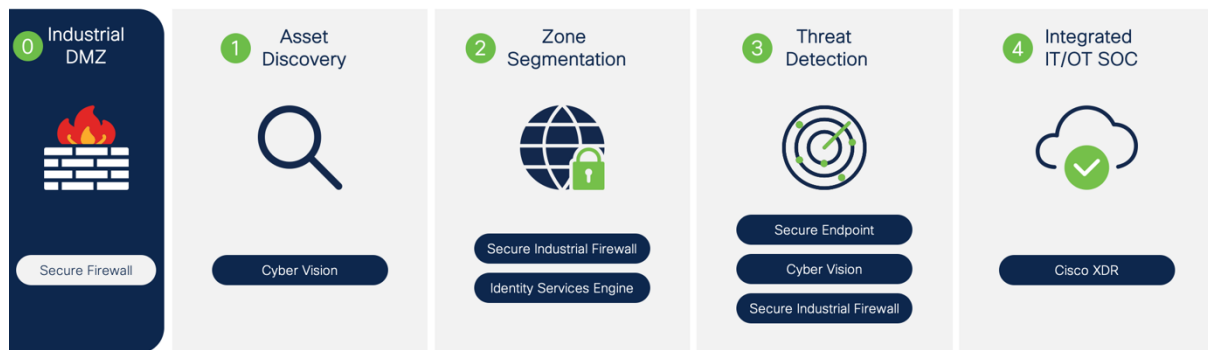 0
Industrial
DMZ
Secure Firewall
1
Asset
Discovery
Cyber Vision
2
Zone
Segmentation
Secure Industrial Firewall
Identity Services Engine
3
Threat
Detection
Secure Endpoint
Cyber Vision
Secure Industrial Firewall
4
Integrated
IT/OT SOC
Cisco XDR